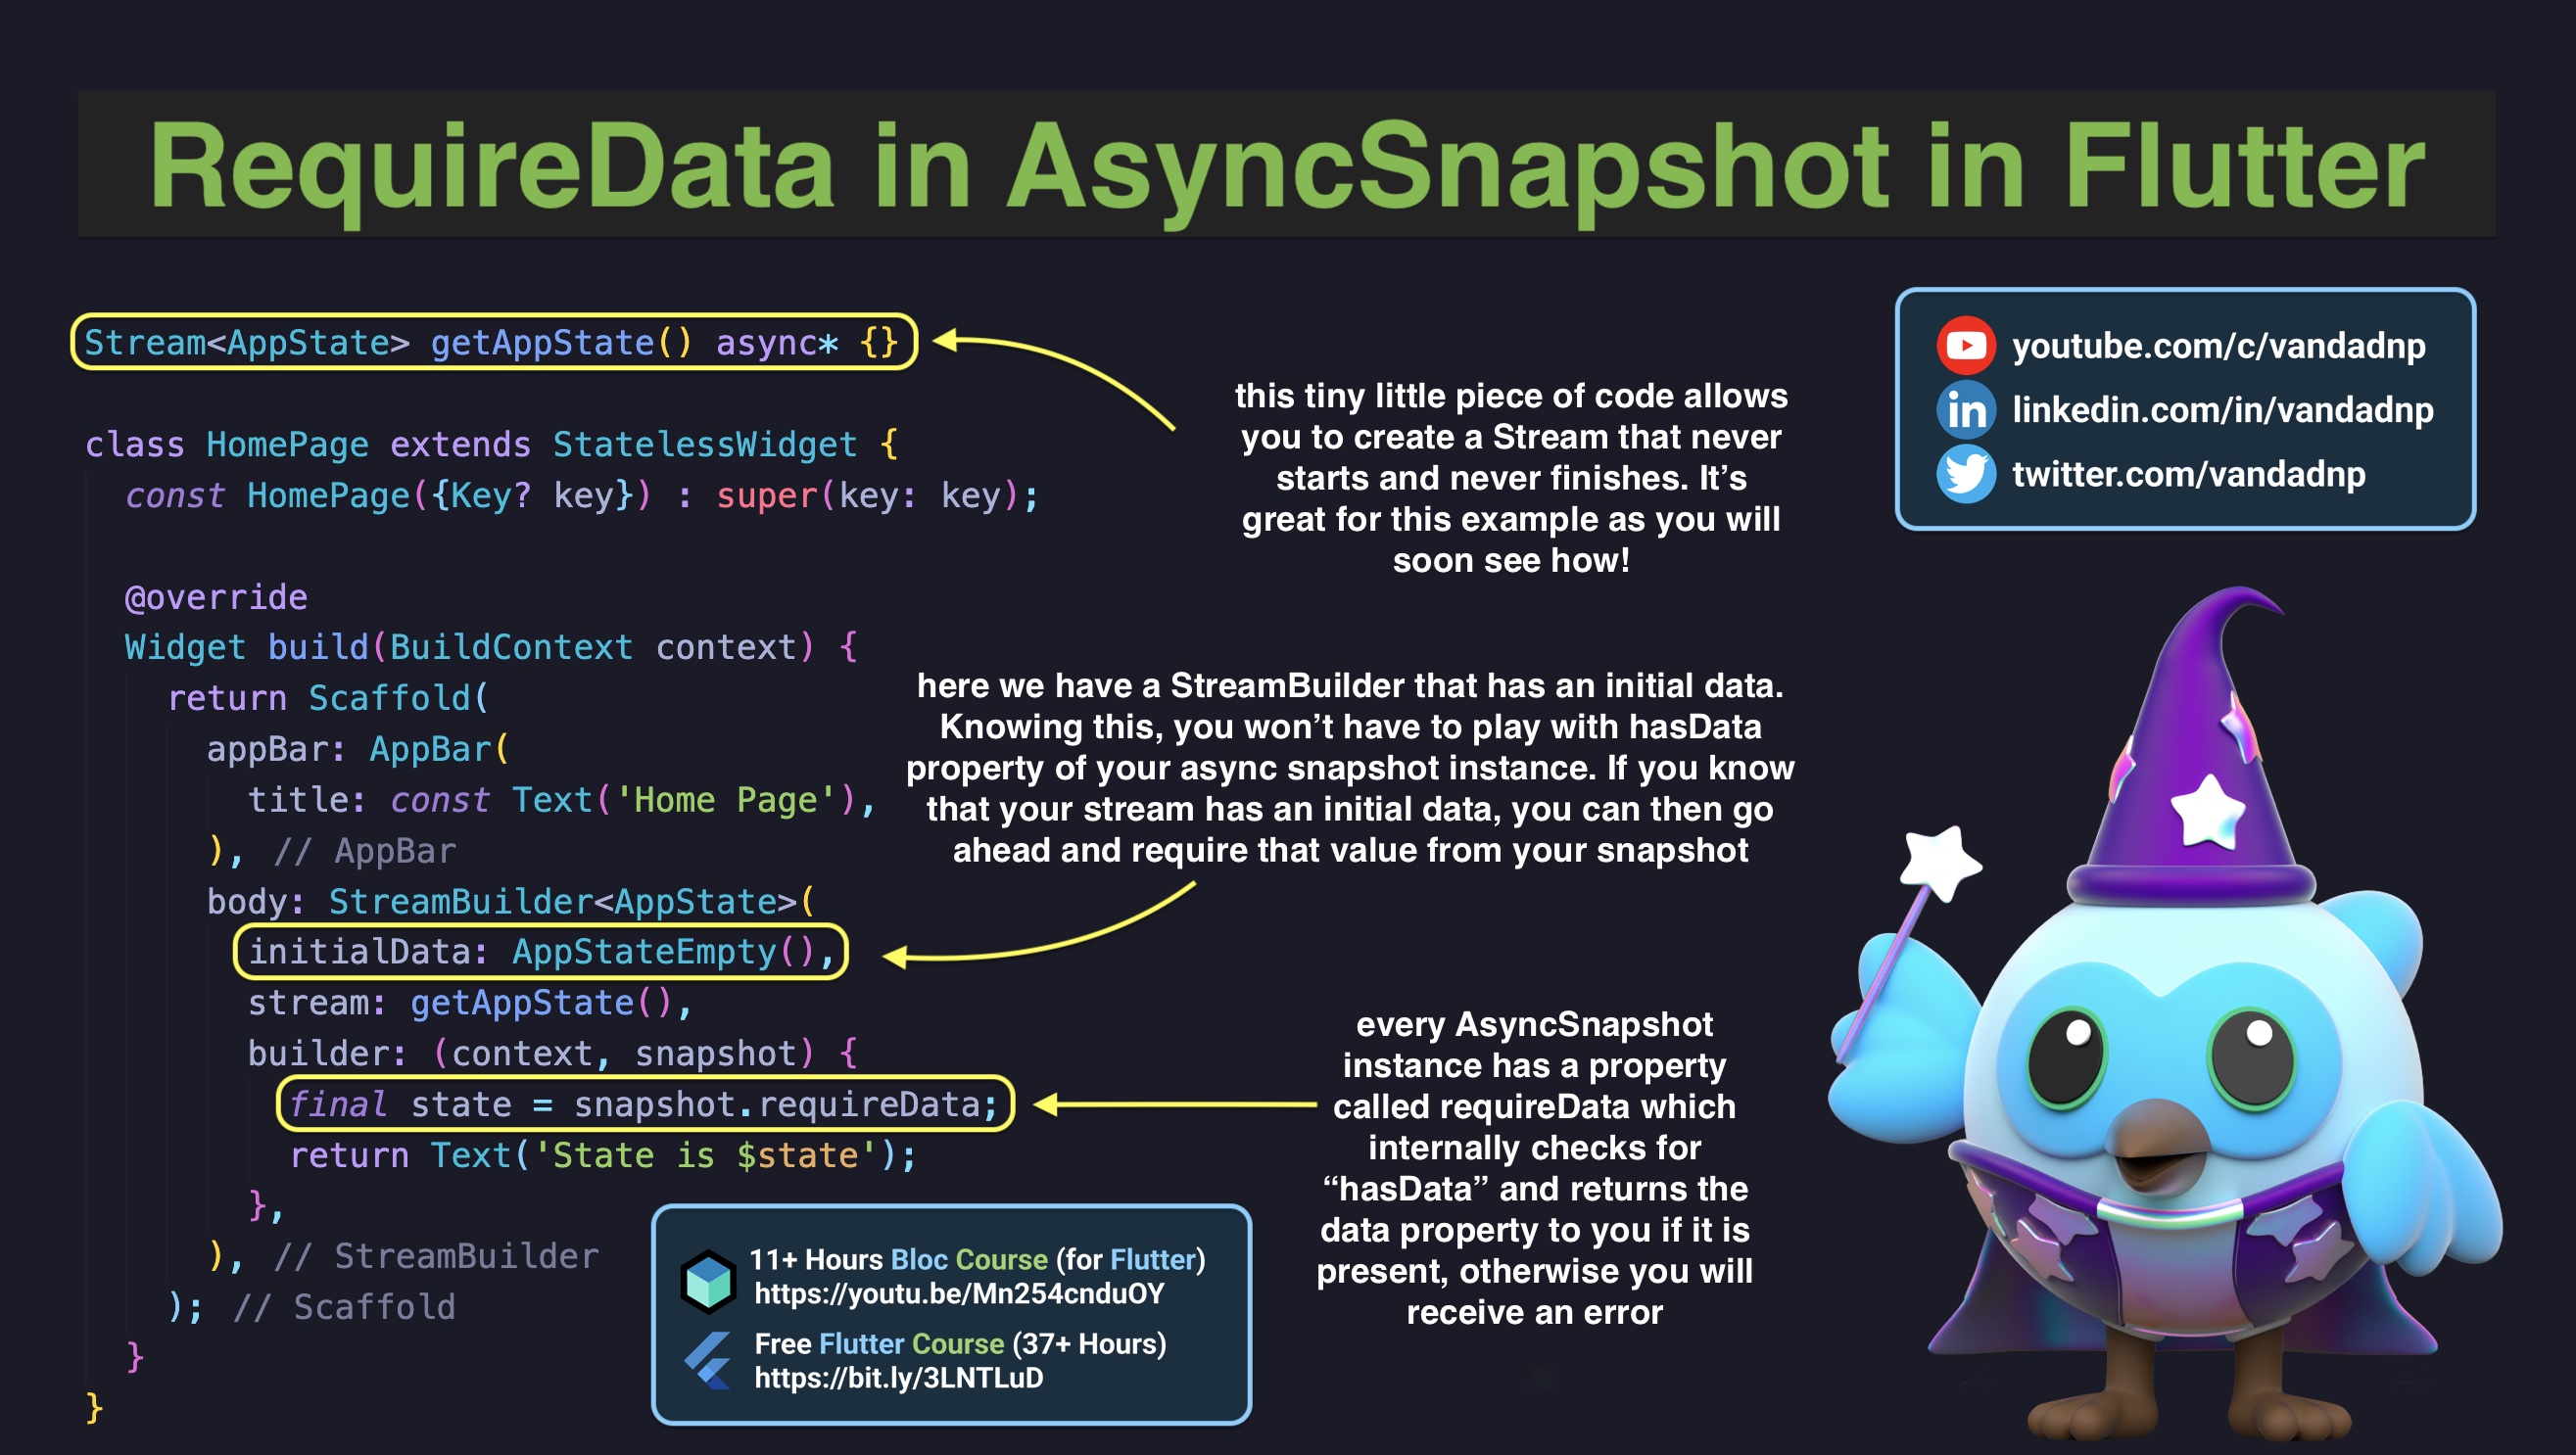 RequireData in AsyncSnapshot in Flutter
Stream<AppState> getAppState() async* {}
class HomePage extends StatelessWidget {
const HomePage({Key? key}) : super(key: key);
@override
Widget build(BuildContext context) {
return Scaffold(
appBar: AppBar(
title: const Text('Home Page'),
), // AppBar
body: StreamBuilder<AppState>(
initialData: AppStateEmpty(),
stream: getAppState(),
builder: (context, snapshot) {
final state = snapshot.requireData;
return Text('State is $state');
},
), // StreamBuilder
); // Scaffold
}
}
this tiny little piece of code allows
you to create a Stream that never
starts and never finishes. It’s
great for this example as you will
soon see how!
here we have a StreamBuilder that has an initial data.
Knowing this, you won’t have to play with hasData
property of your async snapshot instance. If you know
that your stream has an initial data, you can then go
ahead and require that value from your snapshot
every AsyncSnapshot
instance has a property
called requireData which
internally checks for
“hasData” and returns the
data property to you if it is
present, otherwise you will
receive an error
youtube.com/c/vandadnp
in linkedin.com/in/vandadnp
twitter.com/vandadnp
11+ Hours Bloc Course (for Flutter)
https://youtu.be/Mn254cnduOY
Free Flutter Course (37+ Hours)
https://bit.ly/3LNTLuD